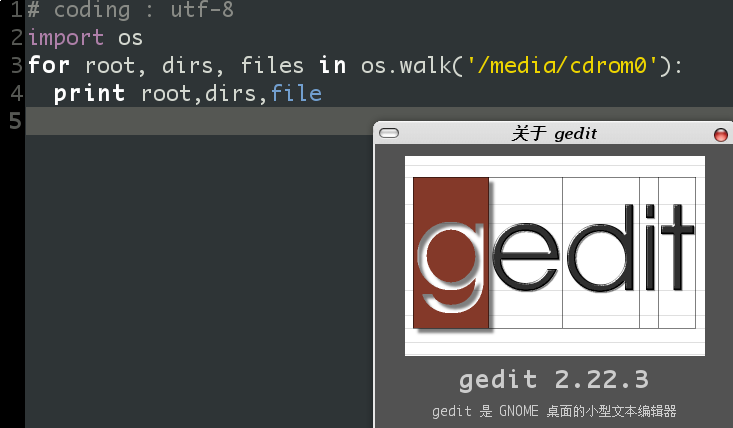 1 # coding : utf-8
2 import os
3 for root, dirs, files in os.walk('/media/cdrom0'):
4   print root,dirs,file
5
关于 gedit
gedit
gedit 2.22.3
gedit 是 GNOME 桌面的小型文本编辑器